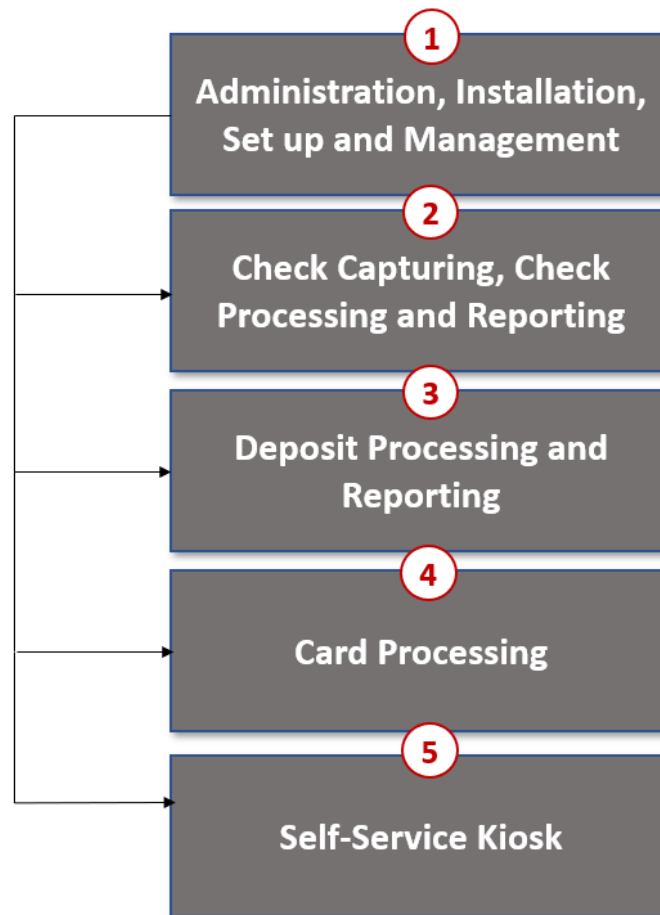 1
Administration, Installation,
Set up and Management
2
Check Capturing, Check
Processing and Reporting
3
Deposit Processing and
Reporting
4
Card Processing
5
Self-Service Kiosk